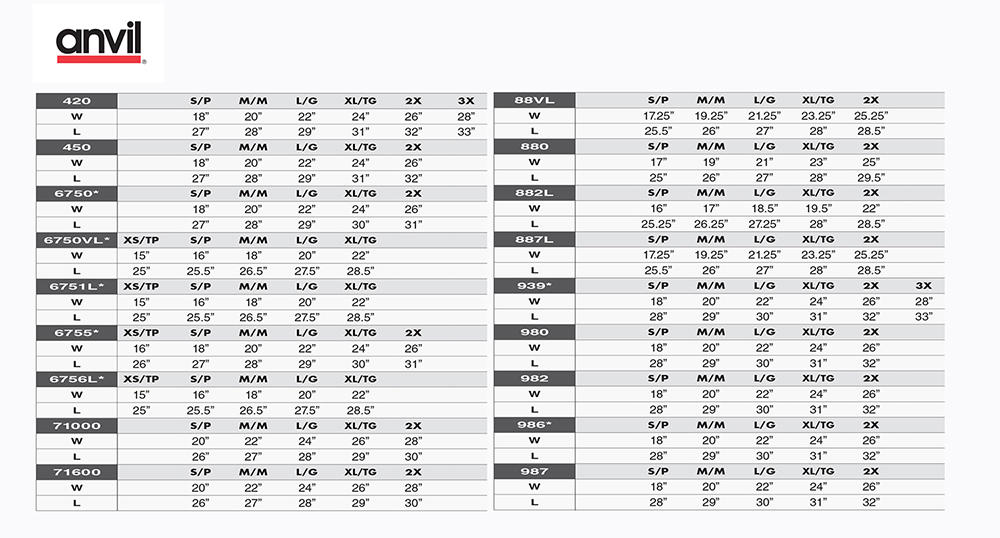 anvil®
420 S/P M/M L/G XL/TG 2X 3X
W 18” 20” 22” 24” 26” 28”
L 27” 28” 29” 31” 32” 33”
450 S/P M/M L/G XL/TG 2X
W 18” 20” 22” 24” 26”
L 27” 28” 29” 31” 32”
6750* S/P M/M L/G XL/TG 2X
W 18” 20” 22” 24” 26”
L 27” 28” 29” 30” 31”
6750VL* XS/TP S/P M/M L/G XL/TG
W 15” 16” 18” 20” 22”
L 25” 25.5” 26.5” 27.5” 28.5”
6751L* XS/TP S/P M/M L/G XL/TG
W 15” 16” 18” 20” 22”
L 25” 25.5” 26.5” 27.5” 28.5”
6755* XS/TP S/P M/M L/G XL/TG 2X
W 16” 18” 20” 22” 24” 26”
L 26” 27” 28” 29” 30” 31”
6756L* XS/TP S/P M/M L/G XL/TG
W 15” 16” 18” 20” 22”
L 25” 25.5” 26.5” 27.5” 28.5”
71000 S/P M/M L/G XL/TG 2X
W 20” 22” 24” 26” 28”
L 26” 27” 28” 29” 30”
71600 S/P M/M L/G XL/TG 2X
W 20” 22” 24” 26” 28”
L 26” 27” 28” 29” 30”
88VL S/P M/M L/G XL/TG 2X
W 17.25” 19.25” 21.25” 23.25” 25.25”
L 25.5” 26” 27” 28” 28.5”
880 S/P M/M L/G XL/TG 2X
W 17” 19” 21” 23” 25”
L 25” 26” 27” 28” 29.5”
882L S/P M/M L/G XL/TG 2X
W 16” 17” 18.5” 19.5” 22”
L 25.25” 26.25” 27.25” 28” 28.5”
887L S/P M/M L/G XL/TG 2X
W 17.25” 19.25” 21.25” 23.25” 25.25”
L 25.5” 26” 27” 28” 28.5”
939* S/P M/M L/G XL/TG 2X 3X
W 18” 20” 22” 24” 26” 28”
L 28” 29” 30” 31” 32” 33”
980 S/P M/M L/G XL/TG 2X
W 18” 20” 22” 24” 26”
L 28” 29” 30” 31” 32”
982 S/P M/M L/G XL/TG 2X
W 18” 20” 22” 24” 26”
L 28” 29” 30” 31” 32”
986* S/P M/M L/G XL/TG 2X
W 18” 20” 22” 24” 26”
L 28” 29” 30” 31” 32”
987 S/P M/M L/G XL/TG 2X
W 18” 20” 22” 24” 26”
L 28” 29” 30” 31” 32”